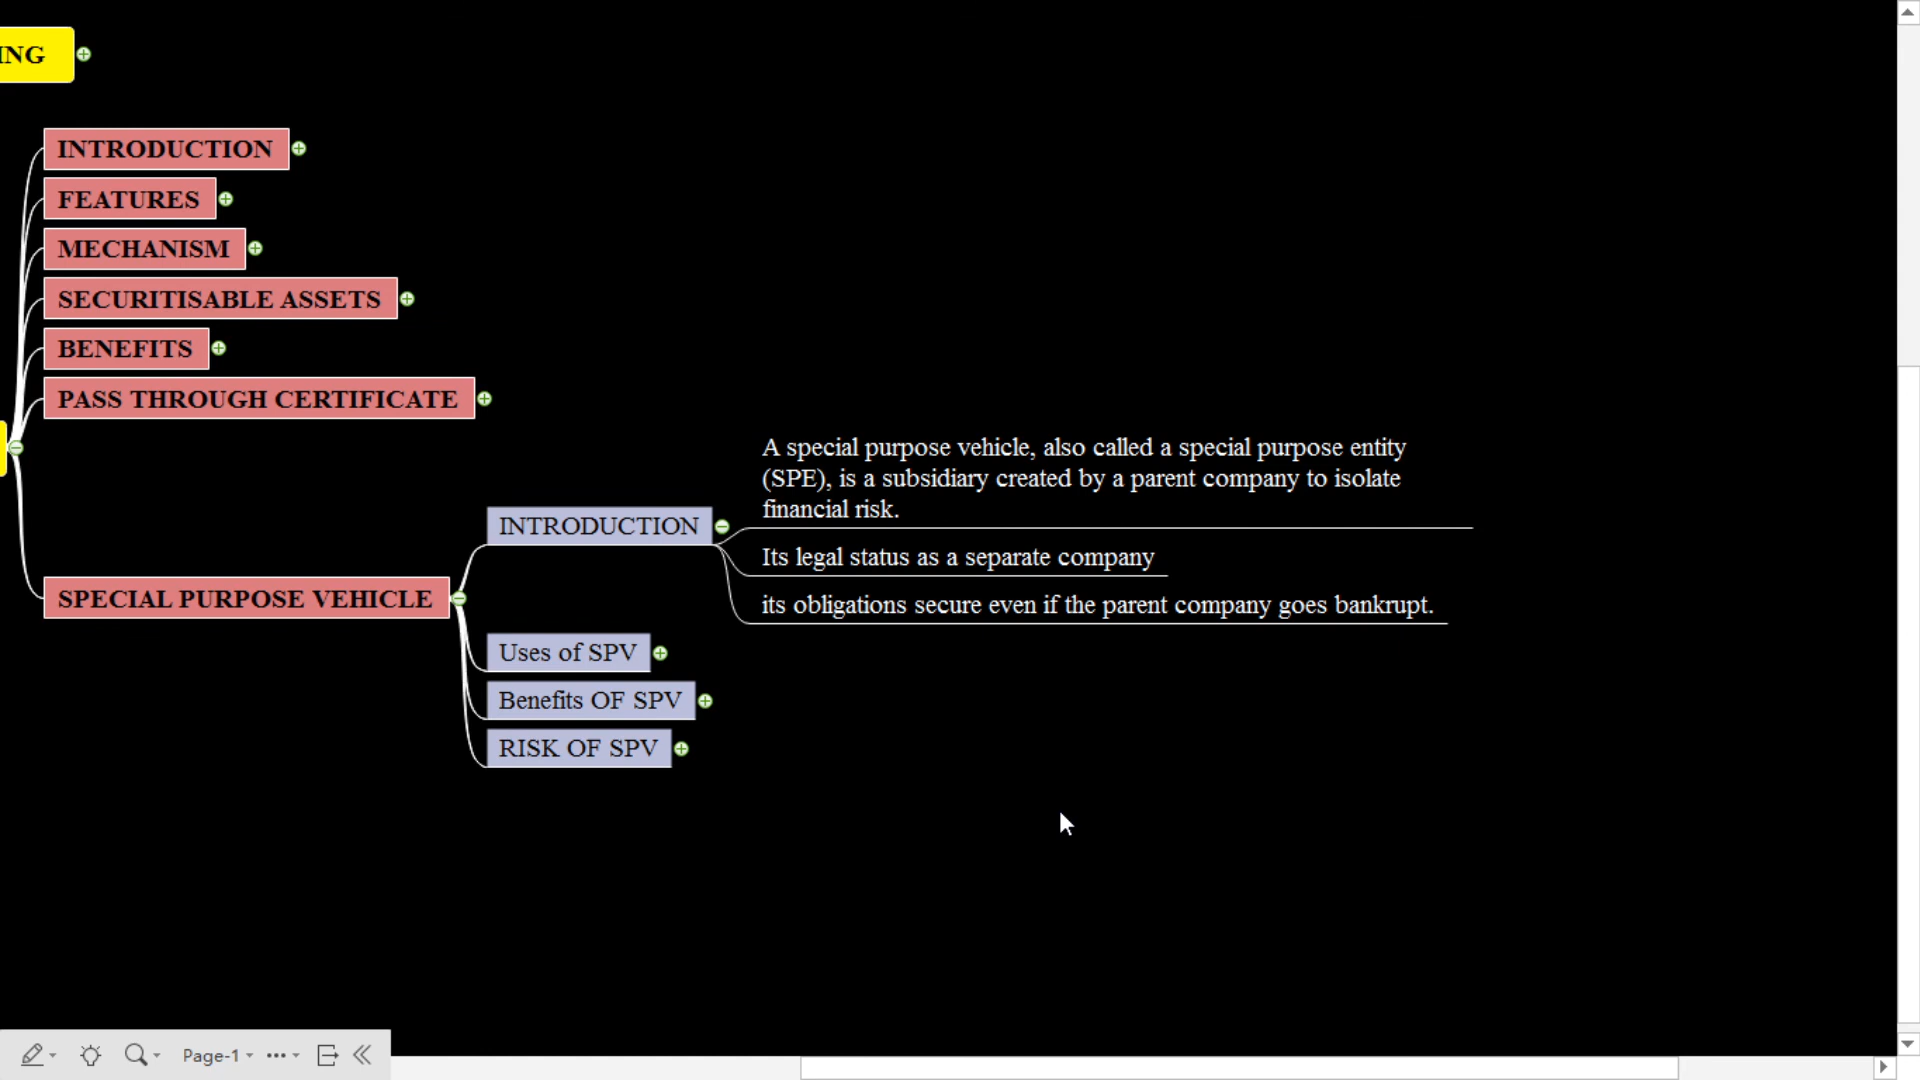 ING
INTRODUCTION
FEATURES
MECHANISM
SECURITISABLE ASSETS
BENEFITS
PASS THROUGH CERTIFICATE
SPECIAL PURPOSE VEHICLE
INTRODUCTION
A special purpose vehicle, also called a special purpose entity
(SPE), is a subsidiary created by a parent company to isolate
financial risk.
Its legal status as a separate company
its obligations secure even if the parent company goes bankrupt.
Uses of SPV
Benefits OF SPV
RISK OF SPV
Page-1